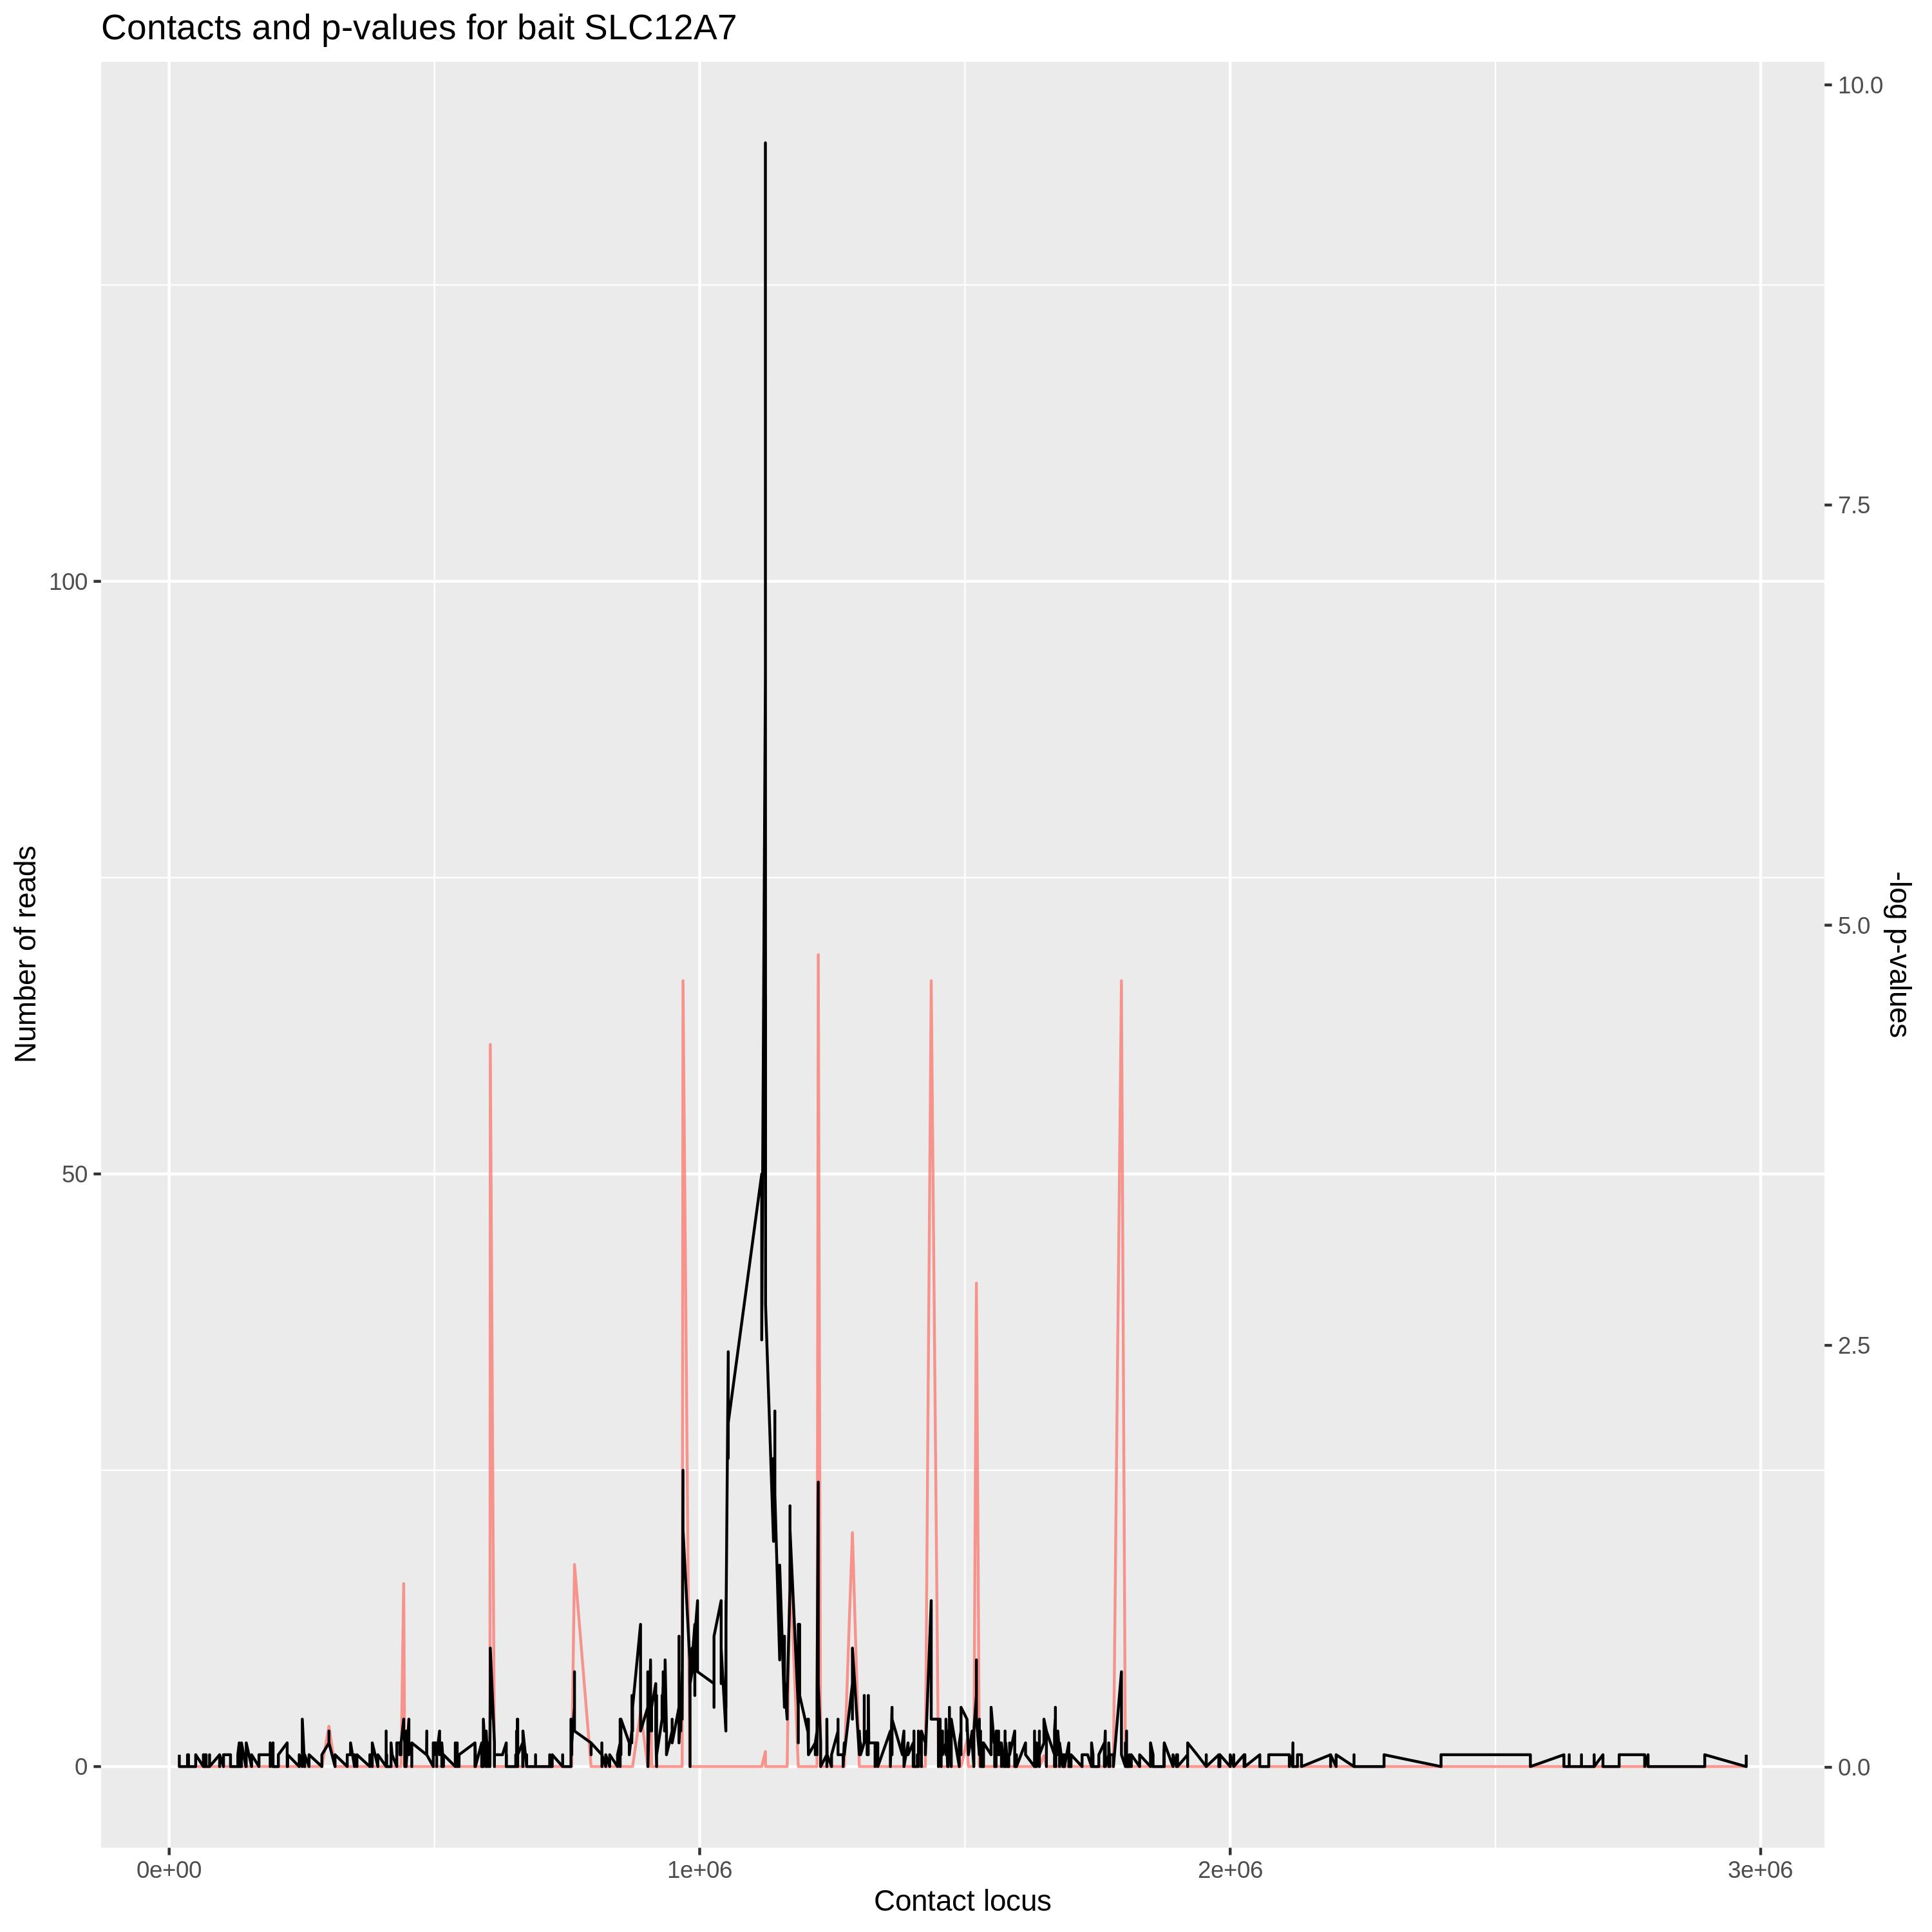 Contacts and p-values for bait SLC12A7
Number of reads
100
50
0
10.0
7.5
5.0
2.5
0.0
-log p-values
0e+00
1e+06
2e+06
3e+06
Contact locus